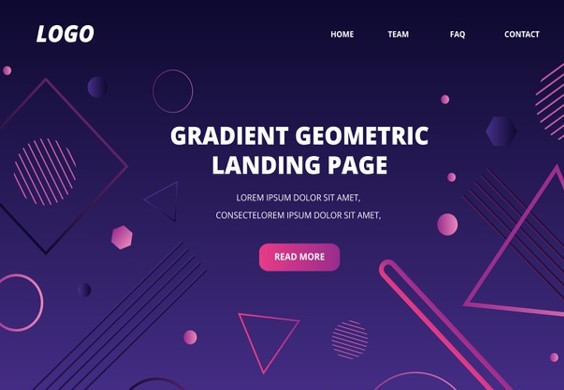 LOGO
HOME TEAM FAQ CONTACT
GRADIENT GEOMETRIC
LANDING PAGE
LOREM IPSUM DOLOR SIT AMET,
CONSECTELOREM IPSUM DOLOR SIT AMET,
READ MORE